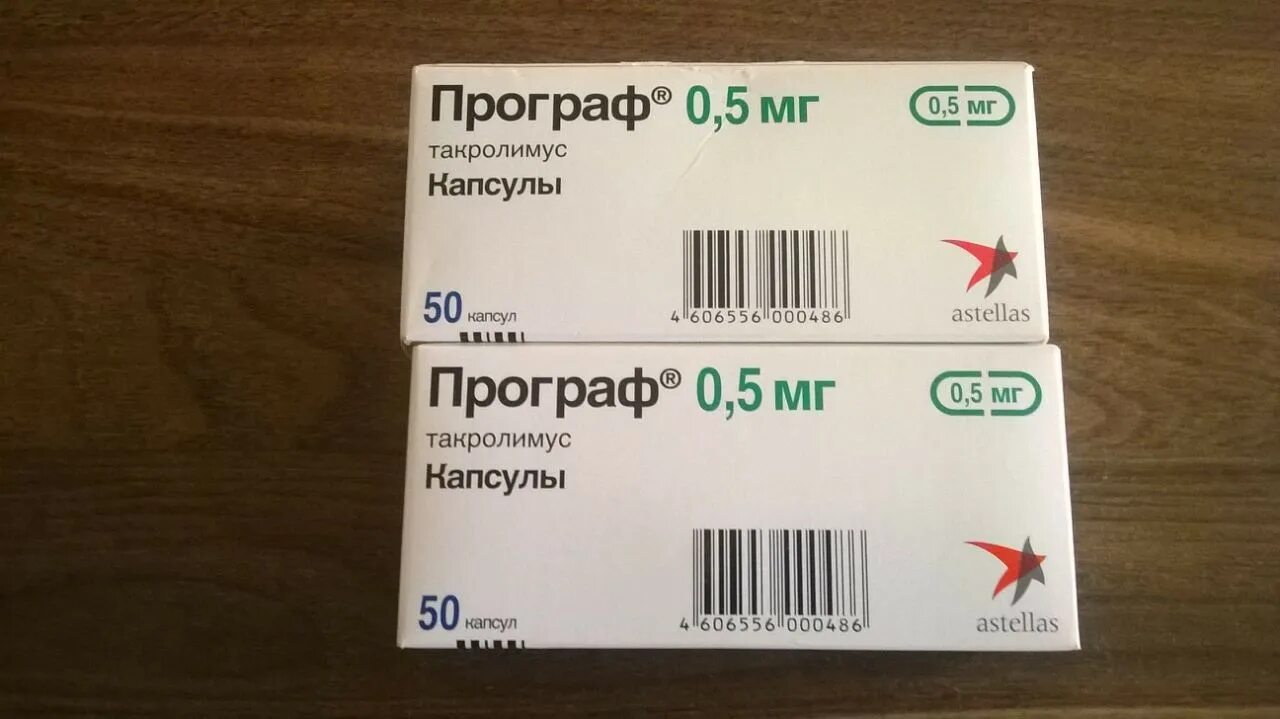 Програф® 0,5 мг
0,5 мг
такролимус
Капсулы
50 капсул
4 606556 000486
astellas
Програф® 0,5 мг
0,5 мг
такролимус
Капсулы
50 капсул
4 606556 000486
astellas